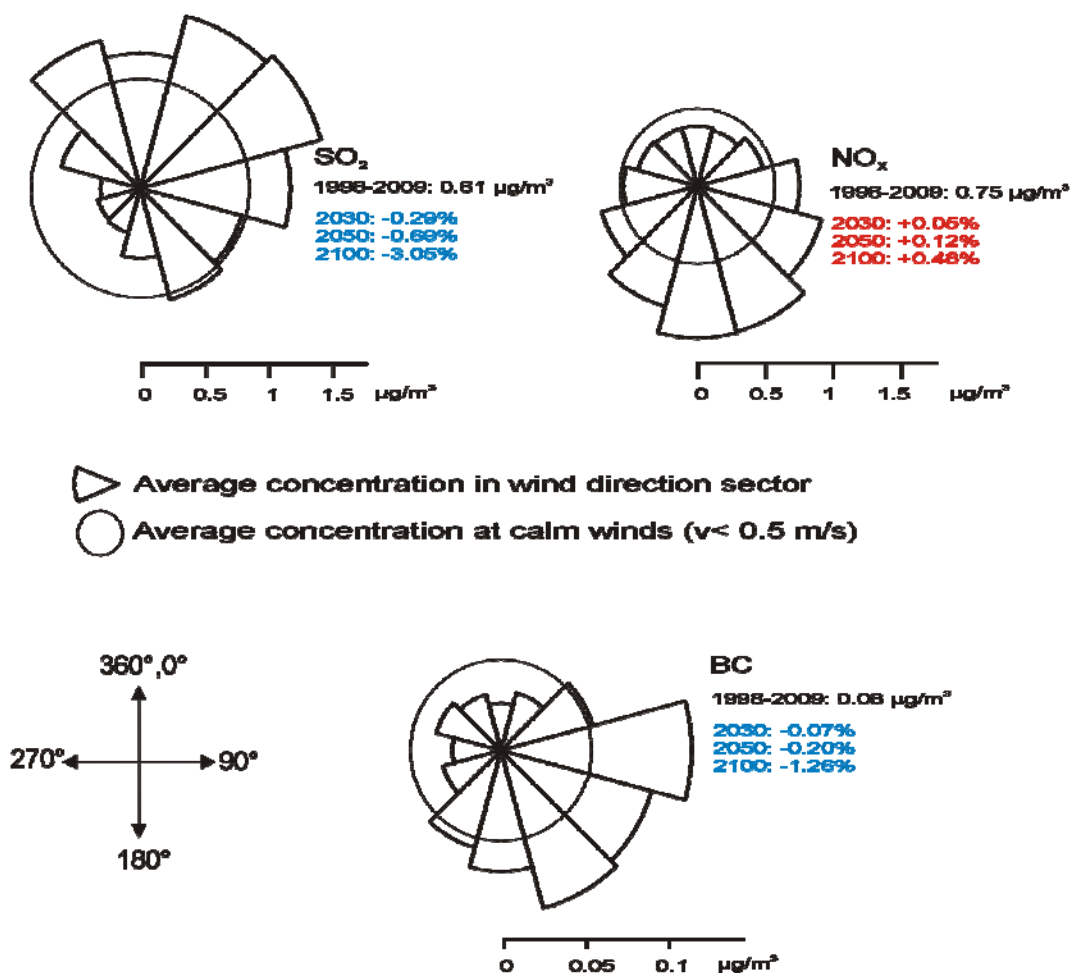 SO₂
1998-2009: 0.61 µg/m³
2030: -0.29%
2050: -0.69%
2100: -3.05%
0 0.5 1 1.5 µg/m³
NOₓ
1998-2009: 0.75 µg/m³
2030: +0.05%
2050: +0.12%
2100: +0.48%
0 0.5 1 1.5 µg/m³
Average concentration in wind direction sector
Average concentration at calm winds (v< 0.5 m/s)
360°,0°
270°
90°
180°
BC
1998-2009: 0.08 µg/m³
2030: -0.07%
2050: -0.20%
2100: -1.26%
0 0.05 0.1 µg/m³